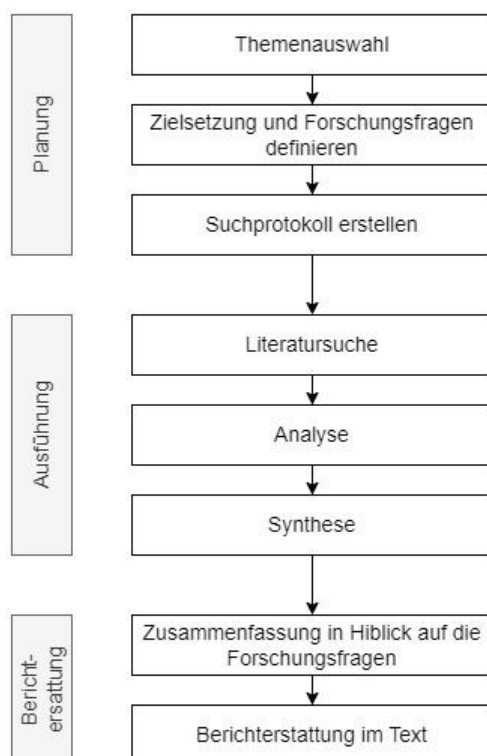 Planung
Themenauswahl
Zielsetzung und Forschungsfragen
definieren
Suchprotokoll erstellen
Ausführung
Literatursuche
Analyse
Synthese
Bericht-
ersattung
Zusammenfassung in Hiblick auf die
Forschungsfragen
Berichterstattung im Text